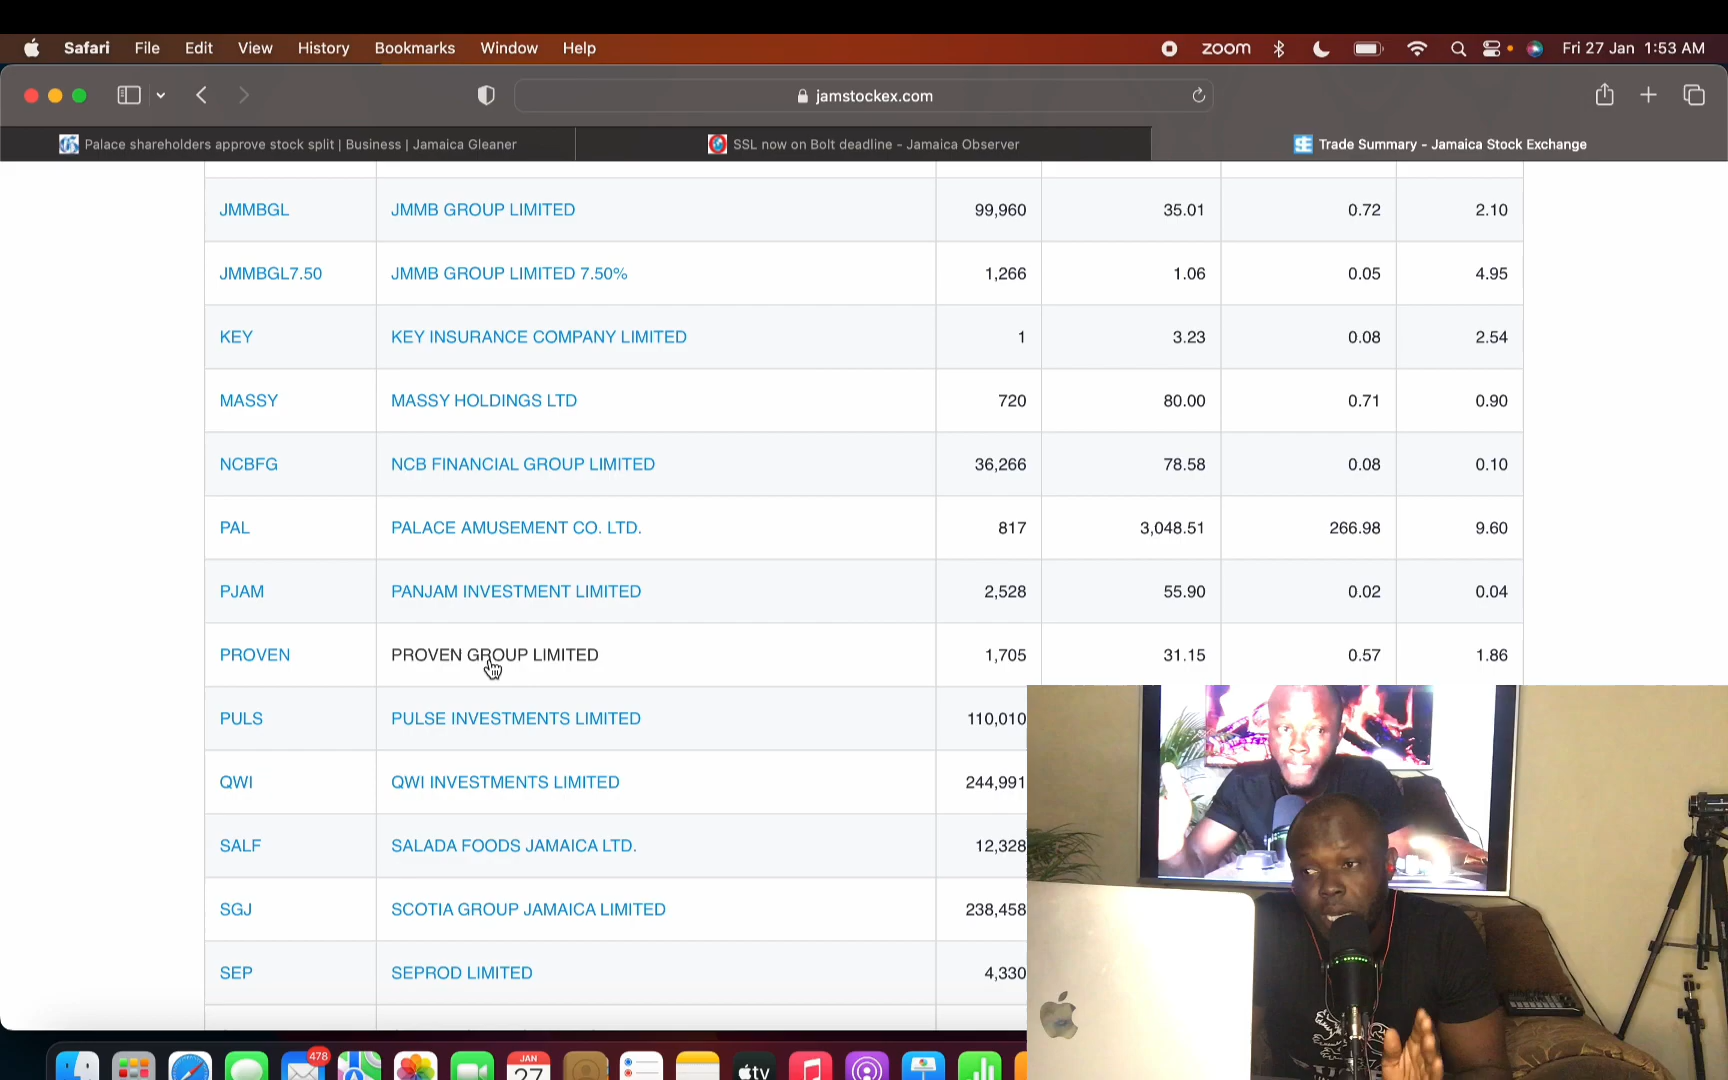 Safari File Edit View History Bookmarks Window Help zoom Fri 27 Jan 1:53 AM
jamstockex.com
Palace shareholders approve stock split | Business | Jamaica Gleaner SSL now on Bolt deadline - Jamaica Observer Trade Summary - Jamaica Stock Exchange
JMMBGL JMMB GROUP LIMITED 99,960 35.01 0.72 2.10
JMMBGL7.50 JMMB GROUP LIMITED 7.50% 1,266 1.06 0.05 4.95
KEY KEY INSURANCE COMPANY LIMITED 1 3.23 0.08 2.54
MASSY MASSY HOLDINGS LTD 720 80.00 0.71 0.90
NCBFG NCB FINANCIAL GROUP LIMITED 36,266 78.58 0.08 0.10
PAL PALACE AMUSEMENT CO. LTD. 817 3,048.51 266.98 9.60
PJAM PANJAM INVESTMENT LIMITED 2,528 55.90 0.02 0.04
PROVEN PROVEN GROUP LIMITED 1,705 31.15 0.57 1.86
PULS PULSE INVESTMENTS LIMITED 110,010
QWI QWI INVESTMENTS LIMITED 244,991
SALF SALADA FOODS JAMAICA LTD. 12,328
SGJ SCOTIA GROUP JAMAICA LIMITED 238,458
SEP SEPROD LIMITED 4,330
478 JAN
27 tv